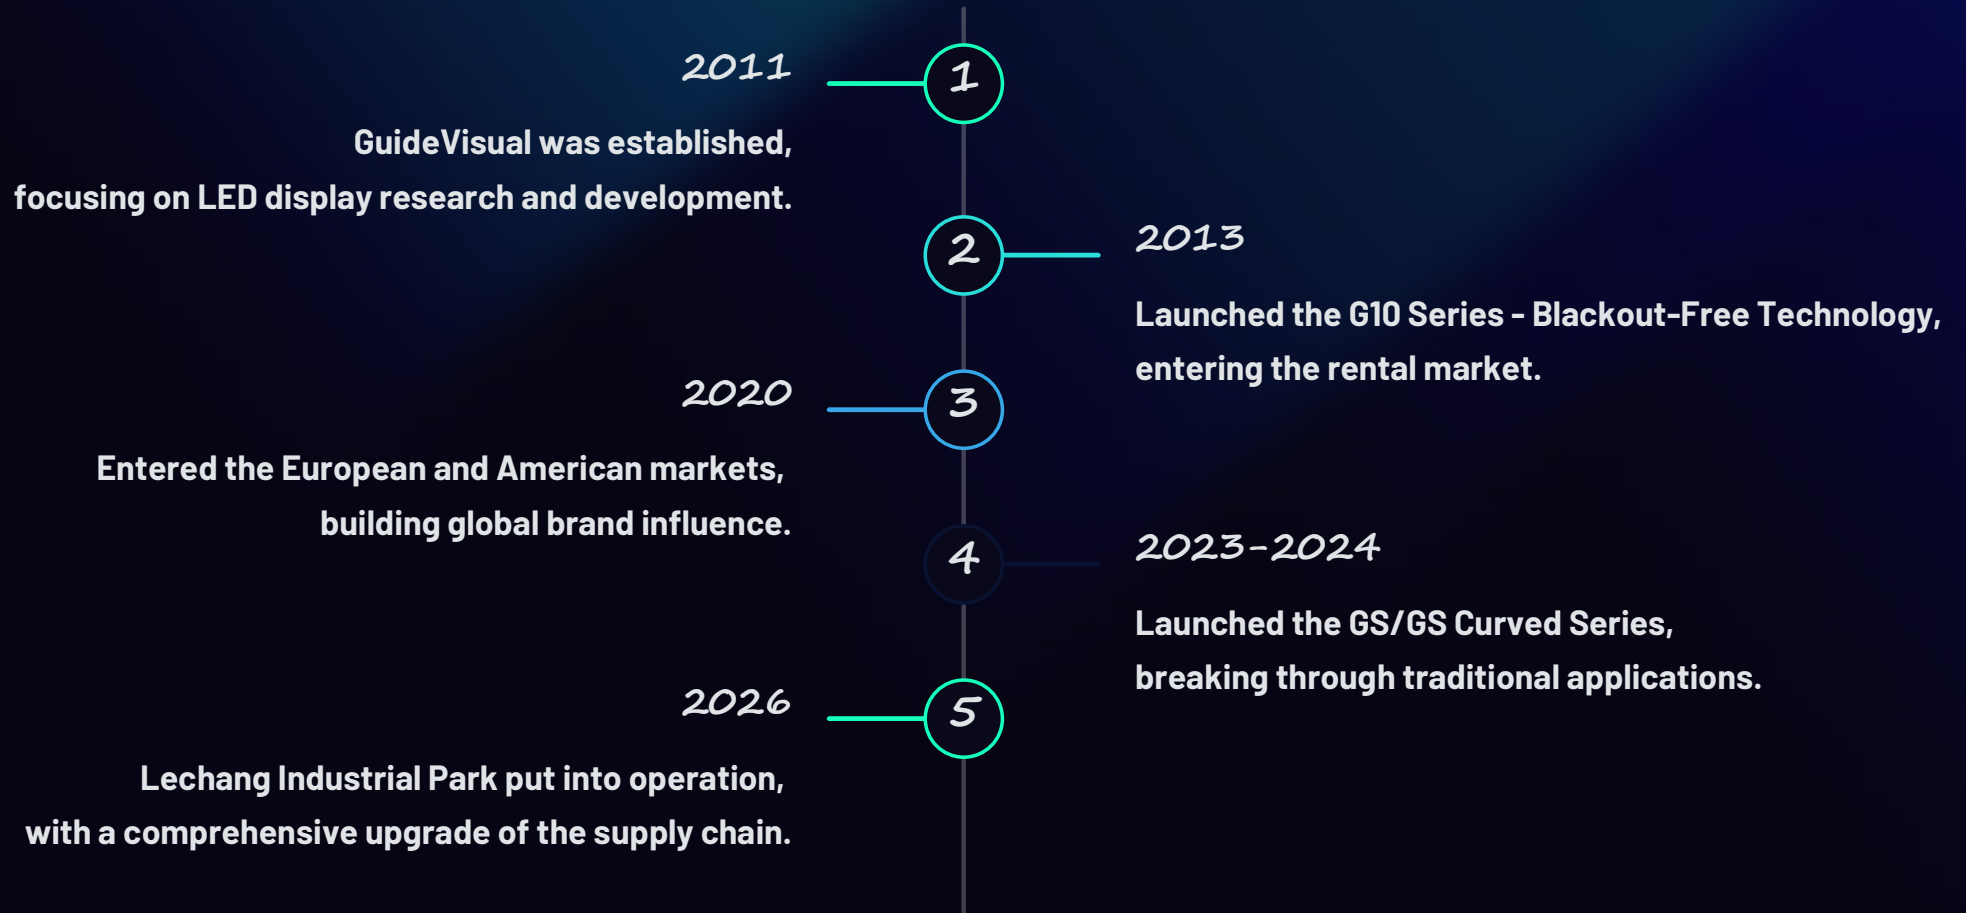 1
2011
GuideVisual was established,
focusing on LED display research and development.
2
2013
Launched the G10 Series - Blackout-Free Technology,
entering the rental market.
3
2020
Entered the European and American markets,
building global brand influence.
4
2023-2024
Launched the GS/GS Curved Series,
breaking through traditional applications.
5
2026
Lechang Industrial Park put into operation,
with a comprehensive upgrade of the supply chain.